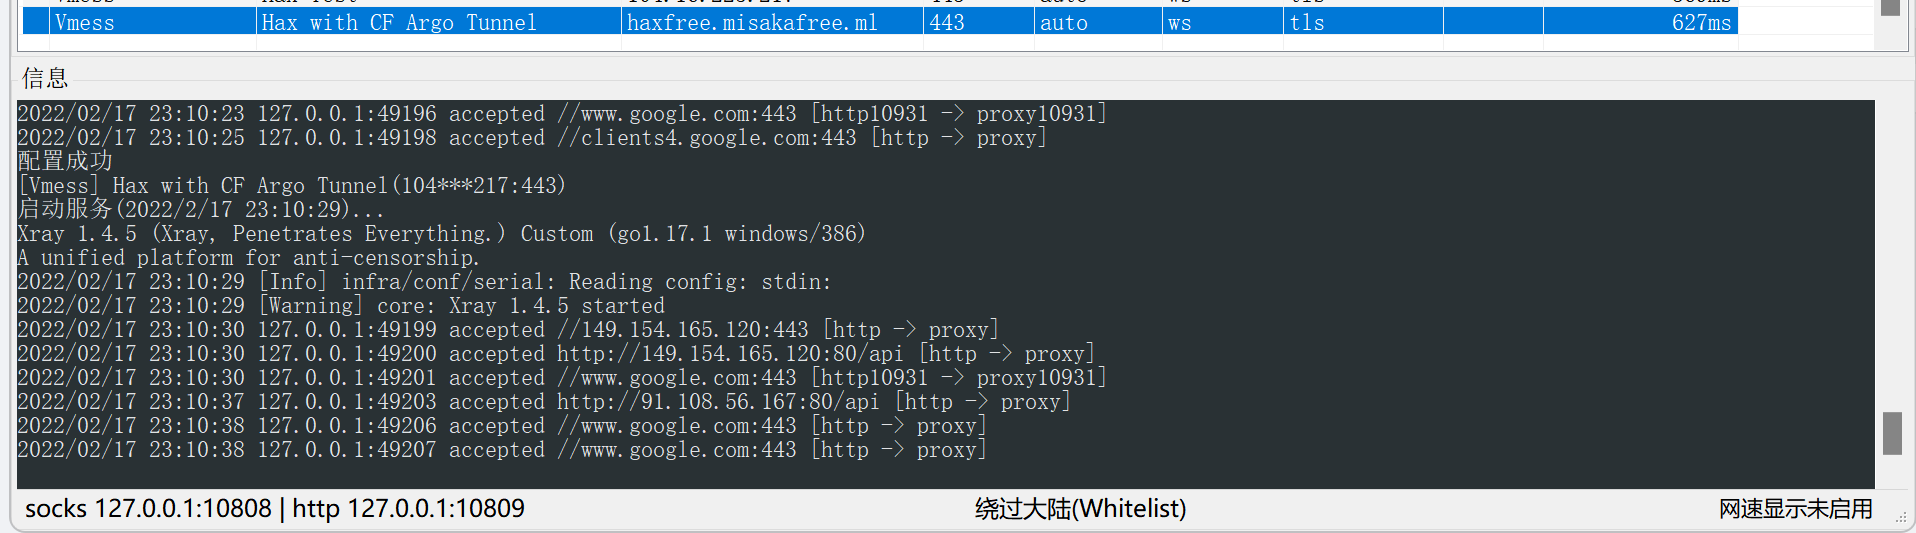 Vmess Hax with CF Argo Tunnel haxfree.misakafree.ml 443 auto ws tls 627ms
信息
2022/02/17 23:10:23 127.0.0.1:49196 accepted //www.google.com:443 [http10931 -> proxy10931]
2022/02/17 23:10:25 127.0.0.1:49198 accepted //clients4.google.com:443 [http -> proxy]
配置成功
[Vmess] Hax with CF Argo Tunnel(104***217:443)
启动服务(2022/2/17 23:10:29)...
Xray 1.4.5 (Xray, Penetrates Everything.) Custom (go1.17.1 windows/386)
A unified platform for anti-censorship.
2022/02/17 23:10:29 [Info] infra/conf/serial: Reading config: stdin:
2022/02/17 23:10:29 [Warning] core: Xray 1.4.5 started
2022/02/17 23:10:30 127.0.0.1:49199 accepted //149.154.165.120:443 [http -> proxy]
2022/02/17 23:10:30 127.0.0.1:49200 accepted http://149.154.165.120:80/api [http -> proxy]
2022/02/17 23:10:30 127.0.0.1:49201 accepted //www.google.com:443 [http10931 -> proxy10931]
2022/02/17 23:10:37 127.0.0.1:49203 accepted http://91.108.56.167:80/api [http -> proxy]
2022/02/17 23:10:38 127.0.0.1:49206 accepted //www.google.com:443 [http -> proxy]
2022/02/17 23:10:38 127.0.0.1:49207 accepted //www.google.com:443 [http -> proxy]
socks 127.0.0.1:10808 | http 127.0.0.1:10809 绕过大陆(Whitelist) 网速显示未启用